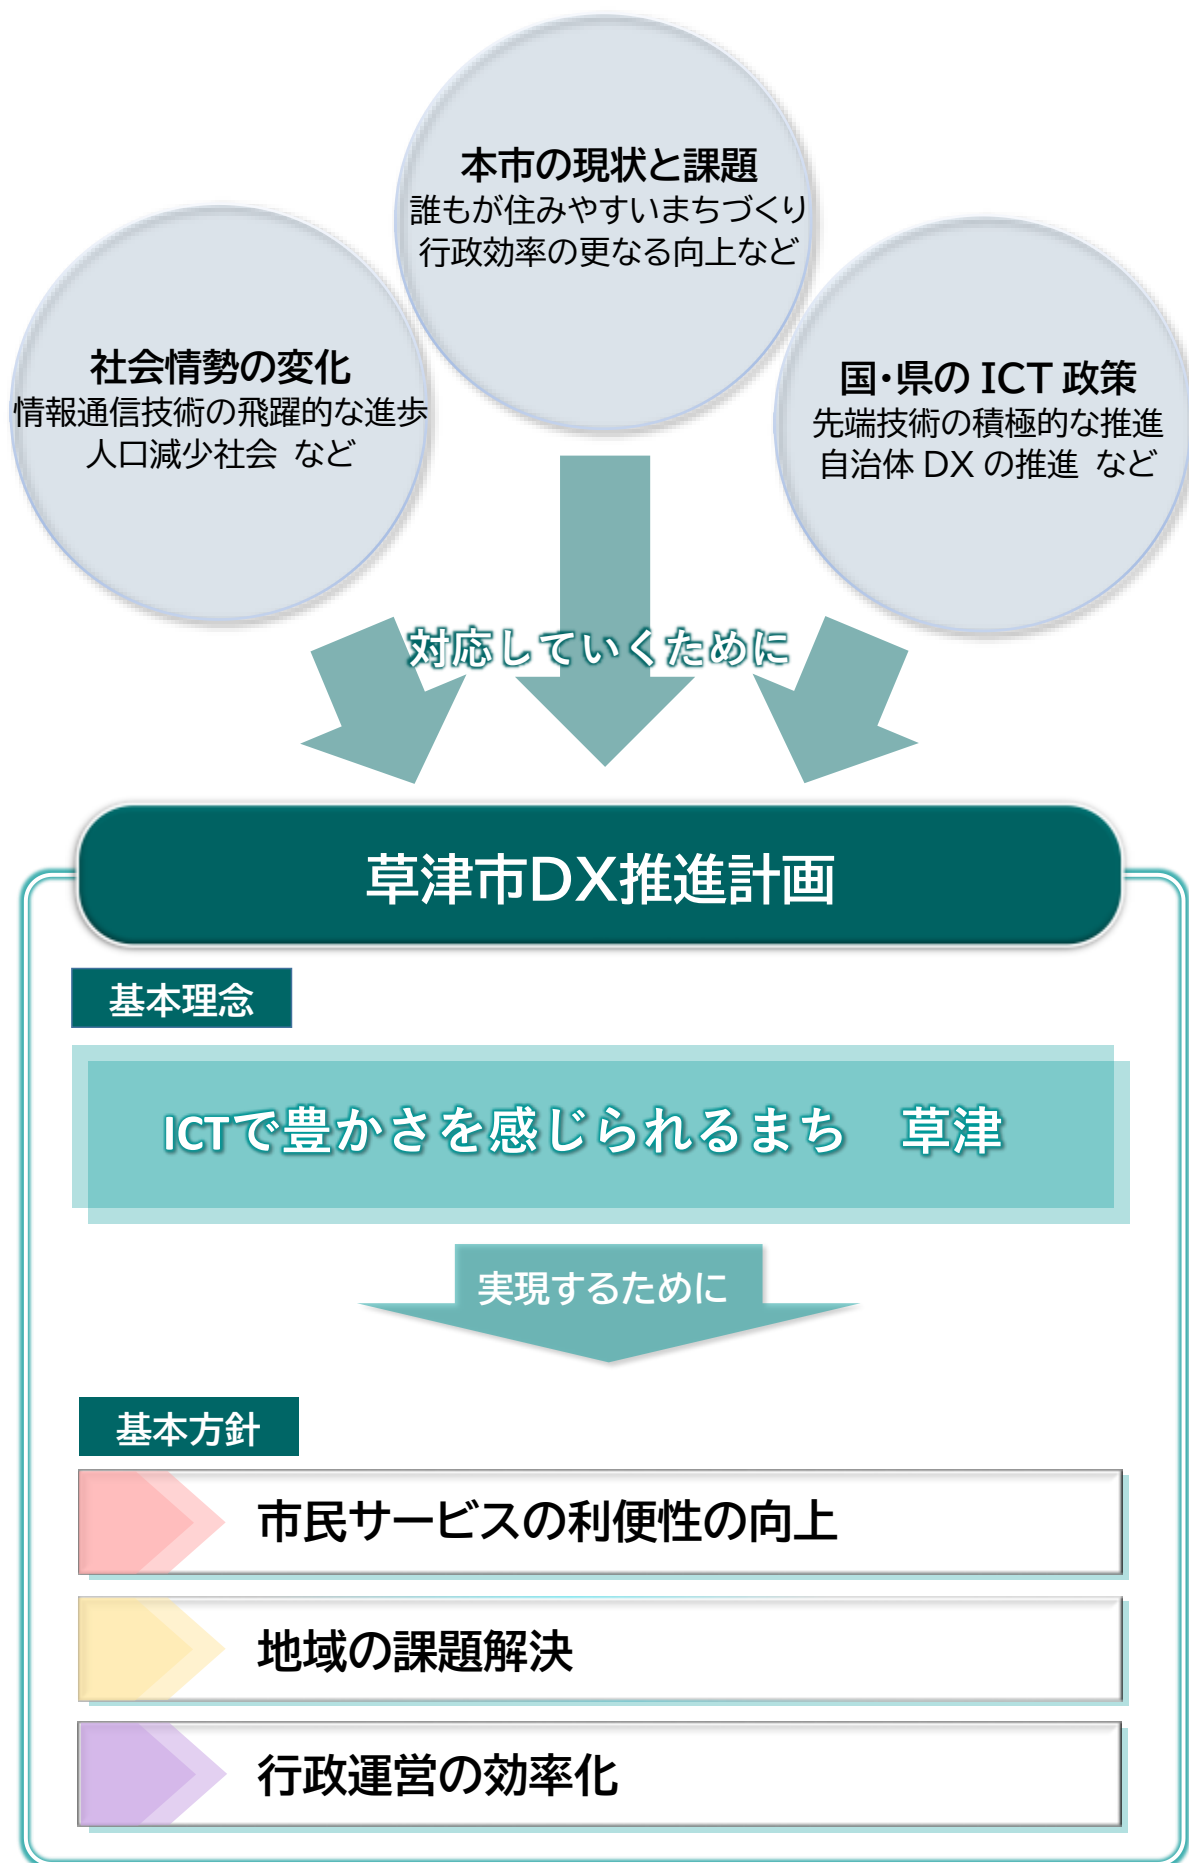 本市の現状と課題
誰もが住みやすいまちづくり
行政効率の更なる向上など
社会情勢の変化
情報通信技術の飛躍的な進歩
人口減少社会 など
国・県の ICT 政策
先端技術の積極的な推進
自治体 DX の推進 など
対応していくために
草津市DX推進計画
基本理念
ICTで豊かさを感じられるまち　草津
実現するために
基本方針
市民サービスの利便性の向上
地域の課題解決
行政運営の効率化